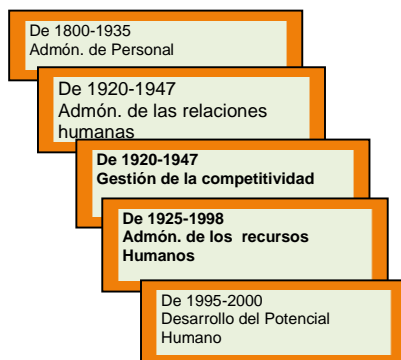 De 1800-1935
Admón. de Personal
De 1920-1947
Admón. de las relaciones
humanas
De 1920-1947
Gestión de la competitividad
De 1925-1998
Admón. de los recursos
Humanos
De 1995-2000
Desarrollo del Potencial
Humano